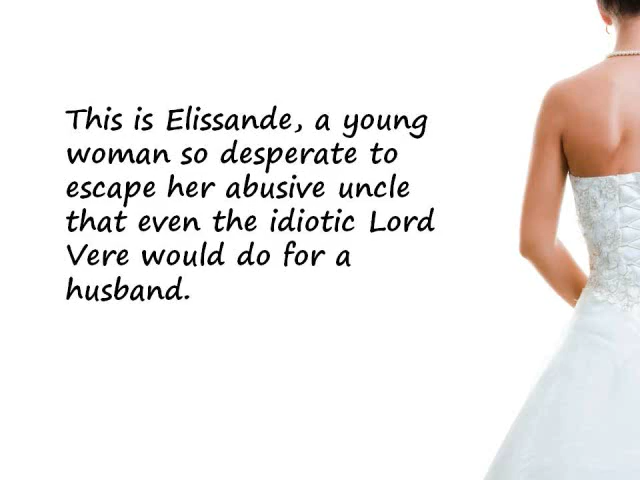 This is Elissande, a young
woman so desperate to
escape her abusive uncle
that even the idiotic Lord
Vere would do for a
husband.